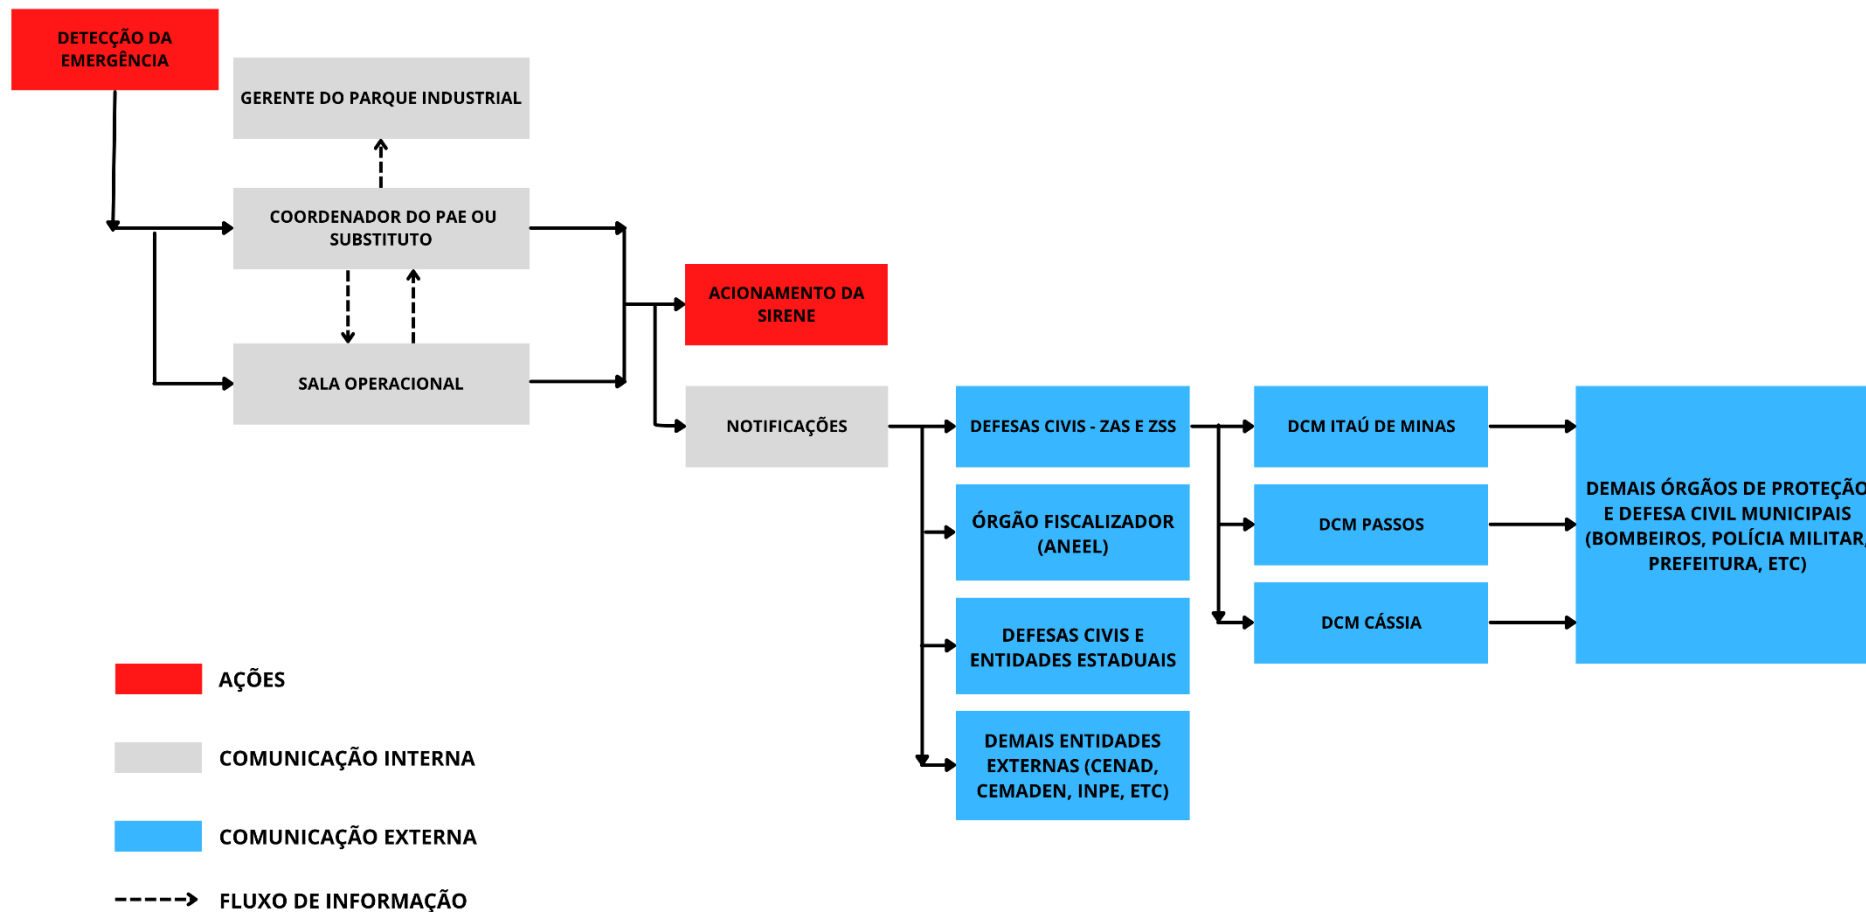 DETECÇÃO DA
EMERGÊNCIA
GERENTE DO PARQUE INDUSTRIAL
COORDENADOR DO PAE OU
SUBSTITUTO
SALA OPERACIONAL
ACIONAMENTO DA
SIRENE
NOTIFICAÇÕES
DEFESAS CIVIS - ZAS E ZSS
ÓRGÃO FISCALIZADOR
(ANEEL)
DEFESAS CIVIS E
ENTIDADES ESTADUAIS
DEMAIS ENTIDADES
EXTERNAS (CENAD,
CEMADEN, INPE, ETC)
DCM ITAÚ DE MINAS
DCM PASSOS
DCM CÁSSIA
DEMAIS ÓRGÃOS DE PROTEÇÃO
E DEFESA CIVIL MUNICIPAIS
(BOMBEIROS, POLÍCIA MILITAR,
PREFEITURA, ETC)
AÇÕES
COMUNICAÇÃO INTERNA
COMUNICAÇÃO EXTERNA
FLUXO DE INFORMAÇÃO